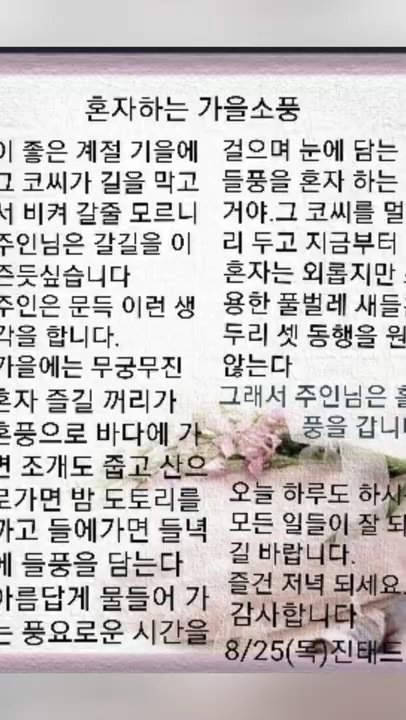 혼자하는 가을소풍
이 좋은 계절 기을에
그 코씨가 길을 막고
서 비켜 갈줄 모르니
주인님은 갈길을 이
즌듯싶습니다
주인은 문득 이런 생
각을 합니다.
가을에는 무궁무진
혼자 즐길 꺼리가
혼풍으로 바다에 가
면 조개도 줍고 산으
로가면 밤 도토리를
까고 들에가면 들녘
에 들풍을 담는다
아름답게 물들어 가
는 풍요로운 시간을
걸으며 눈에 담는
들풍을 혼자 하는
거야.그 코씨를 멀
리 두고 지금부터
혼자는 외롭지만
용한 풀벌레 새들
두리 셋 동행을 원
않는다
그래서 주인님은
풍을 갑니
오늘 하루도 하시
모든 일들이 잘 되
길 바랍니다.
즐건 저녁 되세요.
감사합니다
8/25(목)진태드